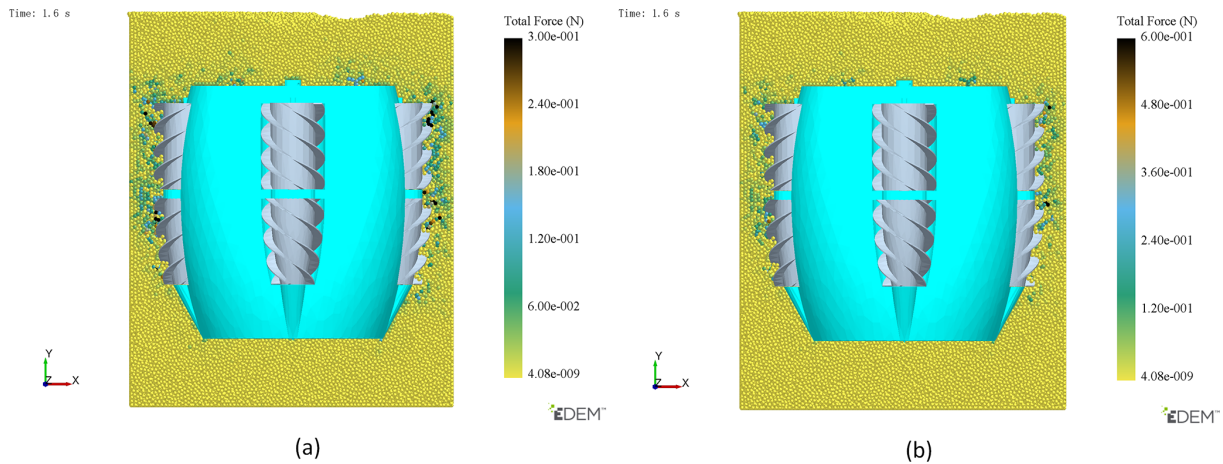 Time: 1.6 s
Total Force (N)
3.00e-001
2.40e-001
1.80e-001
1.20e-001
6.00e-002
4.08e-009
Y
Z X
EDEM™
(a)
Time: 1.6 s
Total Force (N)
6.00e-001
4.80e-001
3.60e-001
2.40e-001
1.20e-001
4.08e-009
Y
Z X
EDEM™
(b)